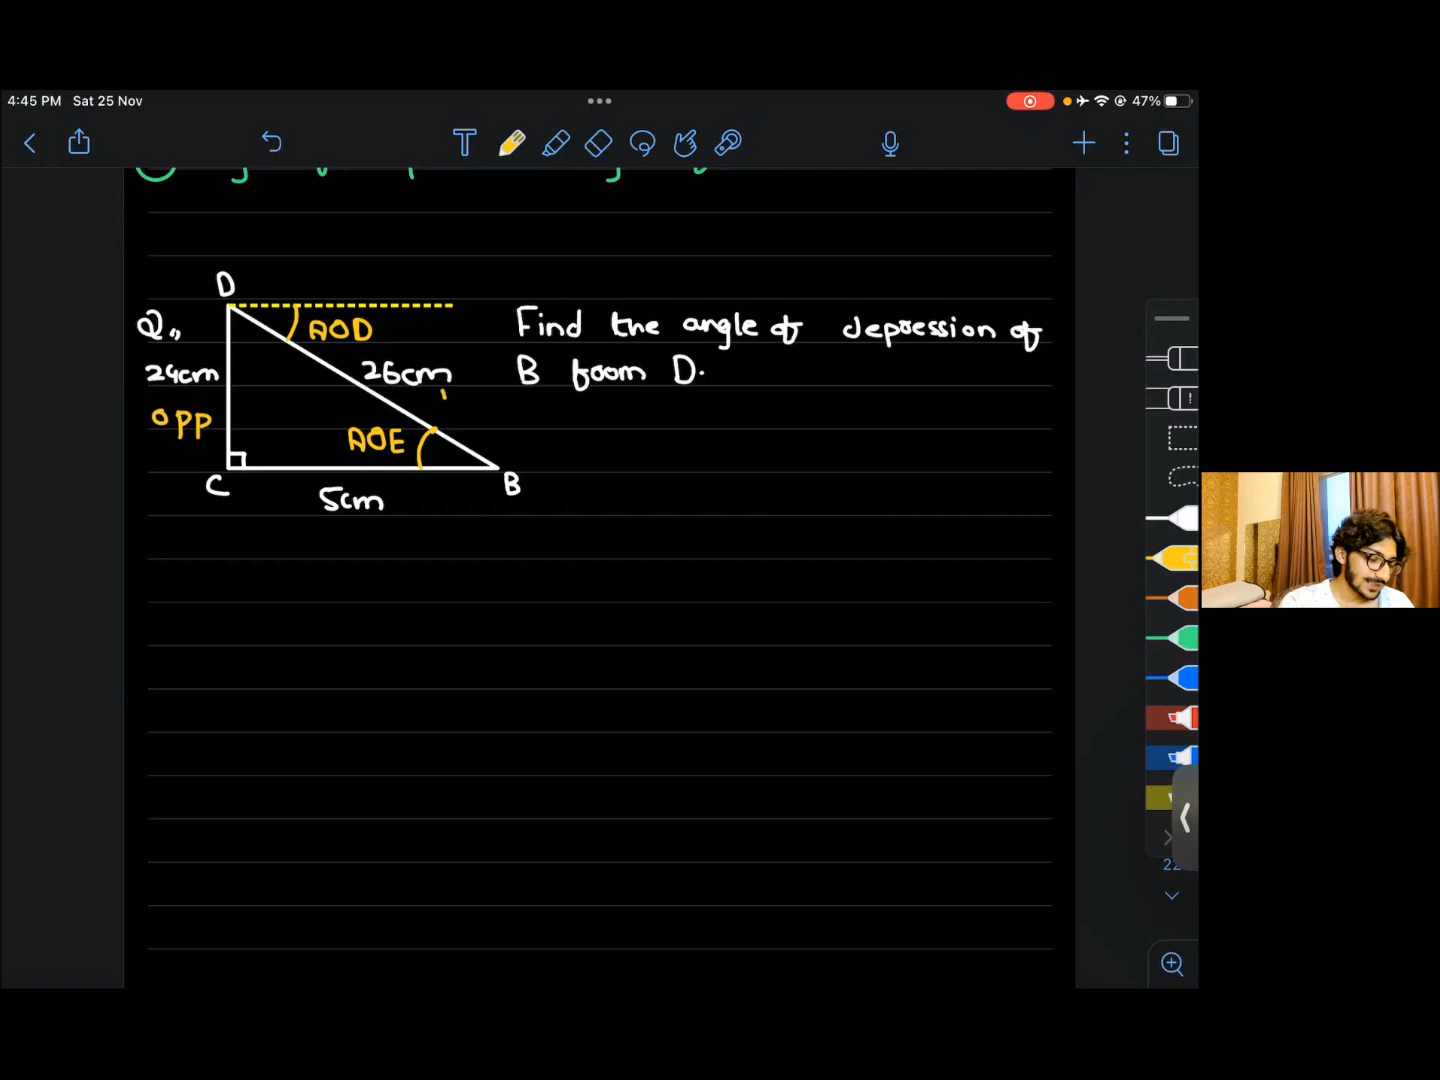 4:45 PM Sat 25 Nov
47%
D
Q,,
AOD
Find the angle of depression of
24cm
26cm
B from D.
OPP
AOE
C
5cm
B
22